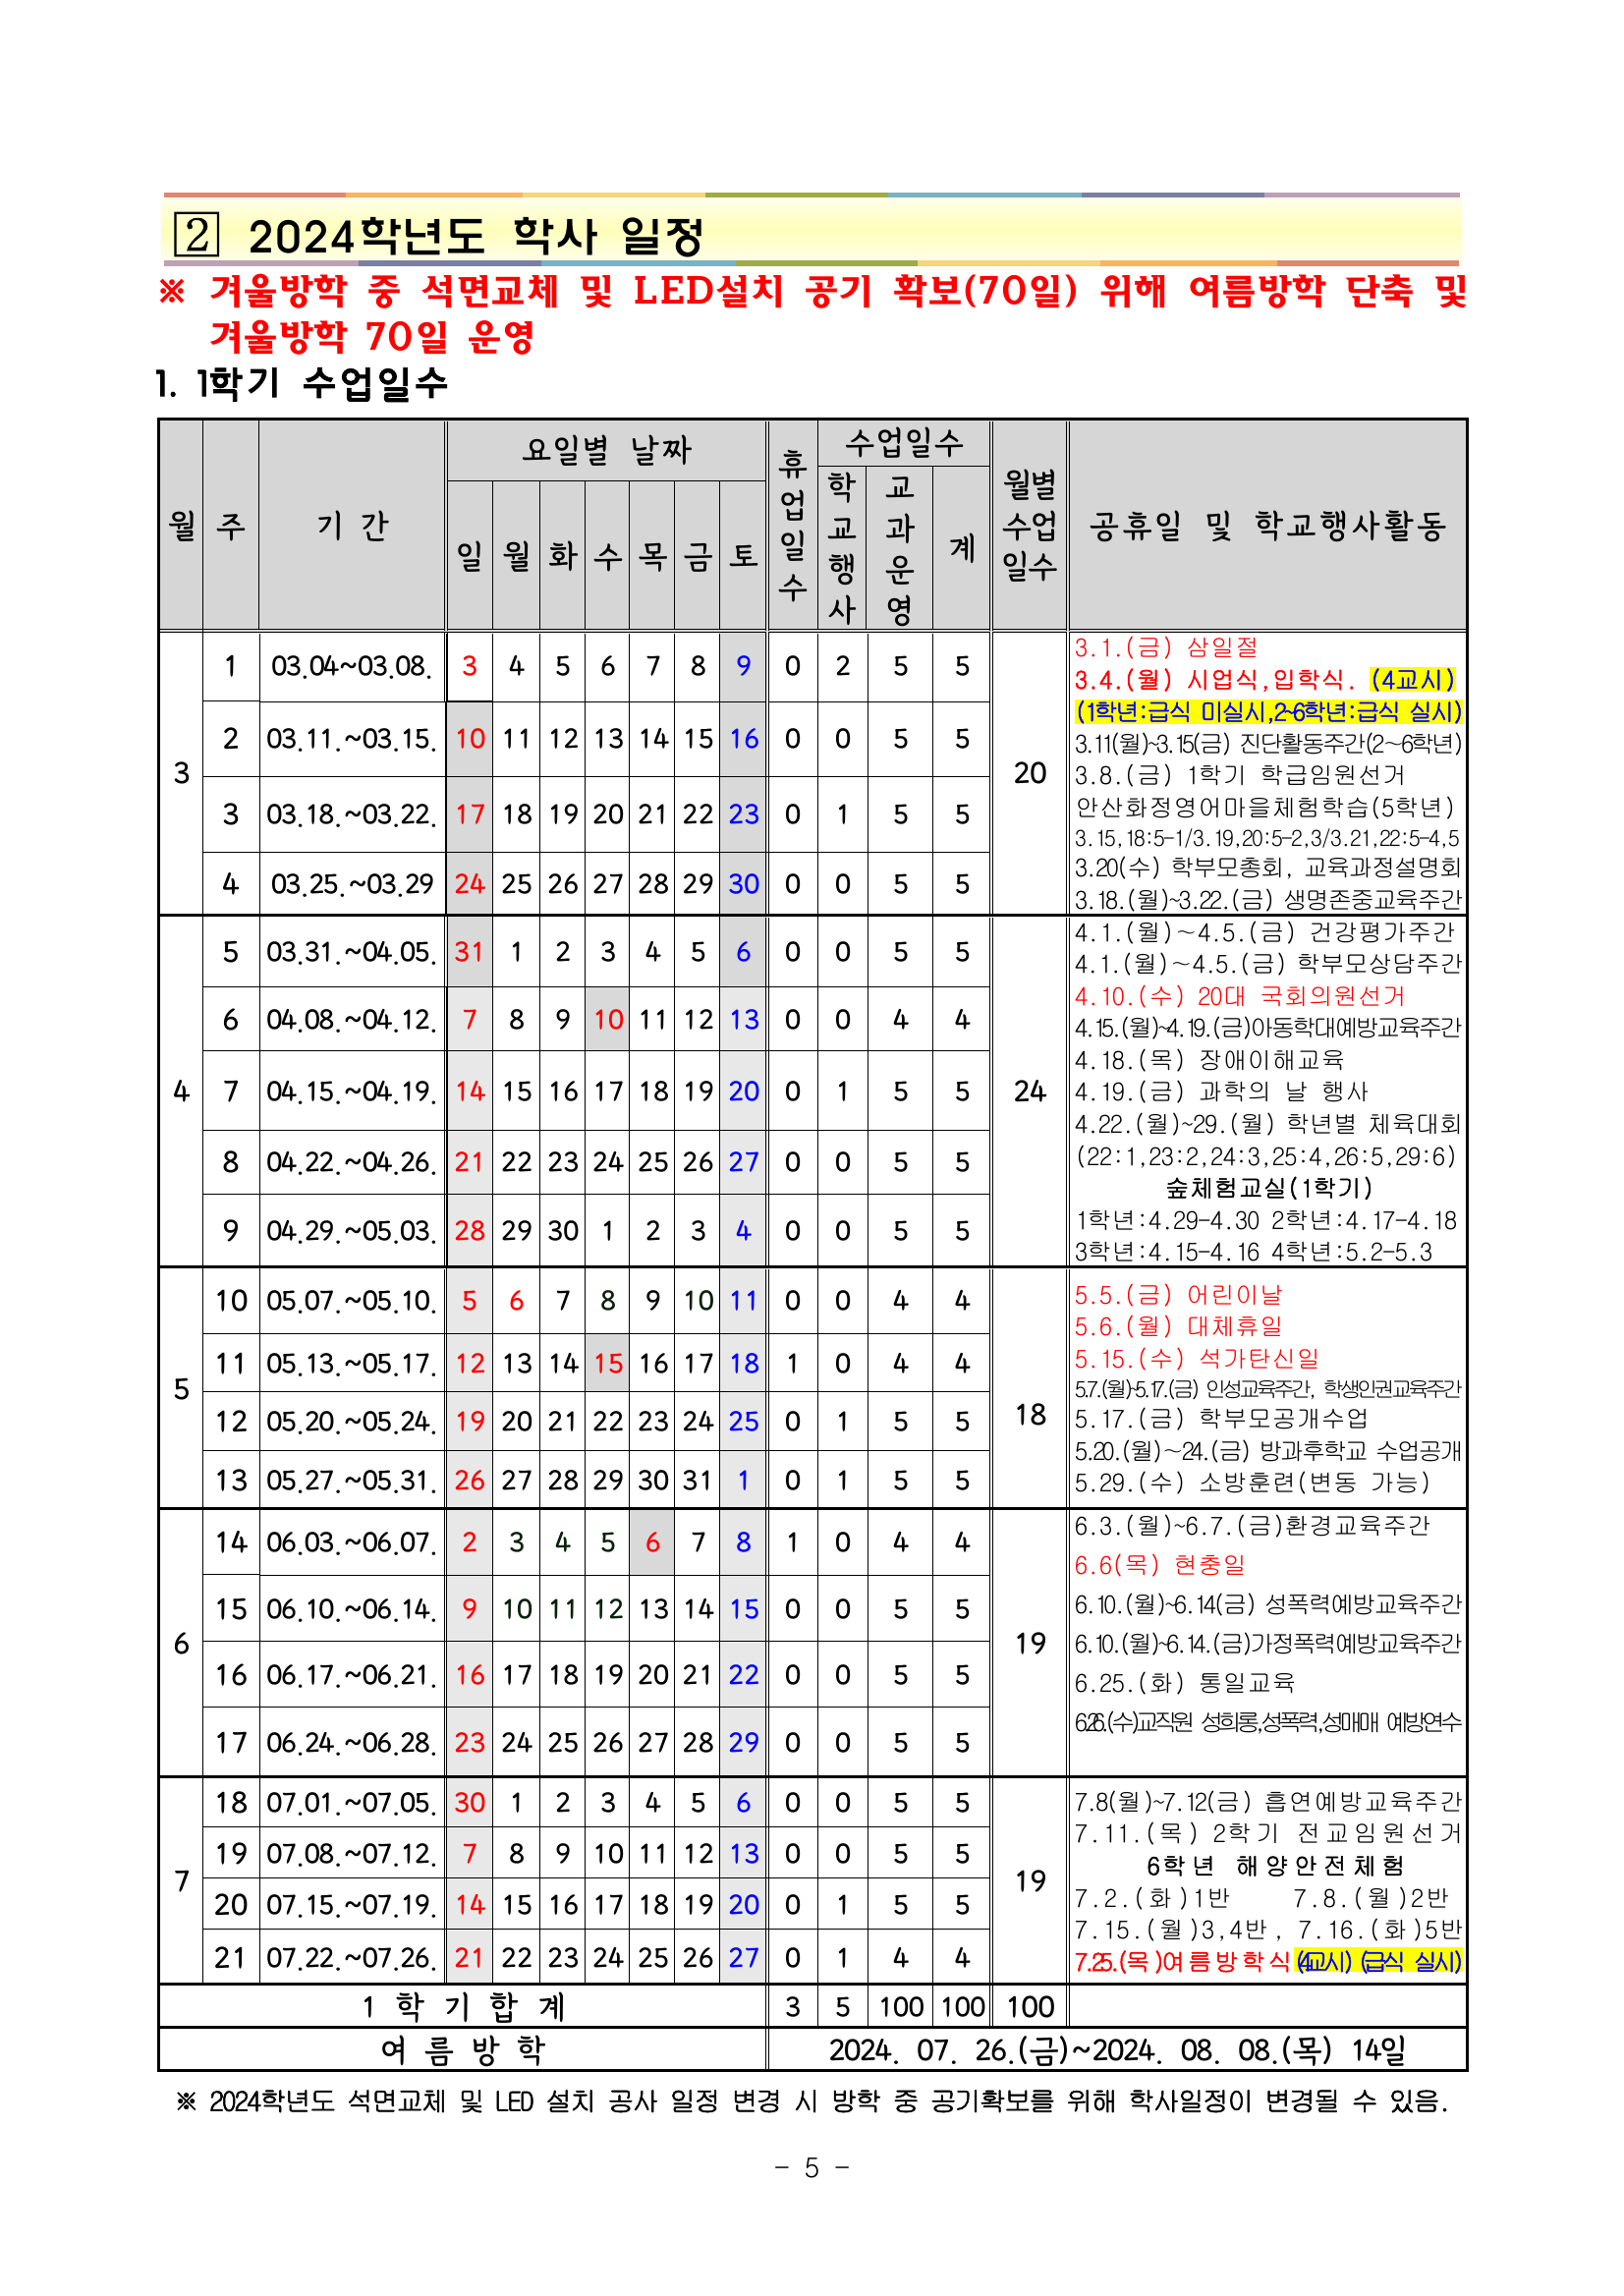 2 2024학년도 학사 일정
※ 겨울방학 중 석면교체 및 LED설치 공기 확보(70일) 위해 여름방학 단축 및
겨울방학 70일 운영
1. 1학기 수업일수
월 주 기 간 요일별 날짜 휴업일수 수업일수 월별 수업 일수 공휴일 및 학교행사활동
일 월 화 수 목 금 토 학교행사 교과운영 계
3
1 03.04~03.08. 3 4 5 6 7 8 9 0 2 5 5
2 03.11.~03.15. 10 11 12 13 14 15 16 0 0 5 5
3 03.18.~03.22. 17 18 19 20 21 22 23 0 1 5 5
4 03.25.~03.29 24 25 26 27 28 29 30 0 0 5 5
20
3.1.(금) 삼일절
3.4.(월) 시업식,입학식. (4교시)
(1학년:급식 미실시,2~6학년:급식 실시)
3.11(월)~3.15(금) 진단활동주간(2~6학년)
3.8.(금) 1학기 학급임원선거
안산화정영어마을체험학습(5학년)
3.15,18:5-1/3.19,20:5-2,3/3.21,22:5-4,5
3.20(수) 학부모총회, 교육과정설명회
3.18.(월)~3.22.(금) 생명존중교육주간
4
5 03.31.~04.05. 31 1 2 3 4 5 6 0 0 5 5
6 04.08.~04.12. 7 8 9 10 11 12 13 0 0 4 4
7 04.15.~04.19. 14 15 16 17 18 19 20 0 1 5 5
8 04.22.~04.26. 21 22 23 24 25 26 27 0 0 5 5
9 04.29.~05.03. 28 29 30 1 2 3 4 0 0 5 5
24
4.1.(월)~4.5.(금) 건강평가주간
4.1.(월)~4.5.(금) 학부모상담주간
4.10.(수) 20대 국회의원선거
4.15.(월)~4.19.(금)아동학대예방교육주간
4.18.(목) 장애이해교육
4.19.(금) 과학의 날 행사
4.22.(월)~29.(월) 학년별 체육대회
(22:1,23:2,24:3,25:4,26:5,29:6)
숲체험교실(1학기)
1학년:4.29-4.30 2학년:4.17-4.18
3학년:4.15-4.16 4학년:5.2-5.3
5
10 05.07.~05.10. 5 6 7 8 9 10 11 0 0 4 4
11 05.13.~05.17. 12 13 14 15 16 17 18 1 0 4 4
12 05.20.~05.24. 19 20 21 22 23 24 25 0 1 5 5
13 05.27.~05.31. 26 27 28 29 30 31 1 0 1 5 5
18
5.5.(금) 어린이날
5.6.(월) 대체휴일
5.15.(수) 석가탄신일
5.7.(월)~5.17.(금) 인성교육주간, 학생인권교육주간
5.17.(금) 학부모공개수업
5.20.(월)~24.(금) 방과후학교 수업공개
5.29.(수) 소방훈련(변동 가능)
6
14 06.03.~06.07. 2 3 4 5 6 7 8 1 0 4 4
15 06.10.~06.14. 9 10 11 12 13 14 15 0 0 5 5
16 06.17.~06.21. 16 17 18 19 20 21 22 0 0 5 5
17 06.24.~06.28. 23 24 25 26 27 28 29 0 0 5 5
19
6.3.(월)~6.7.(금)환경교육주간
6.6(목) 현충일
6.10.(월)~6.14(금) 성폭력예방교육주간
6.10.(월)~6.14.(금)가정폭력예방교육주간
6.25.(화) 통일교육
6.26.(수)교직원 성희롱,성폭력,성매매 예방연수
7
18 07.01.~07.05. 30 1 2 3 4 5 6 0 0 5 5
19 07.08.~07.12. 7 8 9 10 11 12 13 0 0 5 5
20 07.15.~07.19. 14 15 16 17 18 19 20 0 1 5 5
21 07.22.~07.26. 21 22 23 24 25 26 27 0 1 4 4
19
7.8(월)~7.12(금) 흡연예방교육주간
7.11.(목) 2학기 전교임원선거
6학년 해양안전체험
7.2.(화)1반 7.8.(월)2반
7.15.(월)3,4반, 7.16.(화)5반
7.25.(목)여름방학식(4교시) (급식 실시)
1 학 기 합 계 3 5 100 100 100
여 름 방 학 2024. 07. 26.(금)~2024. 08. 08.(목) 14일
※ 2024학년도 석면교체 및 LED 설치 공사 일정 변경 시 방학 중 공기확보를 위해 학사일정이 변경될 수 있음.
- 5 -